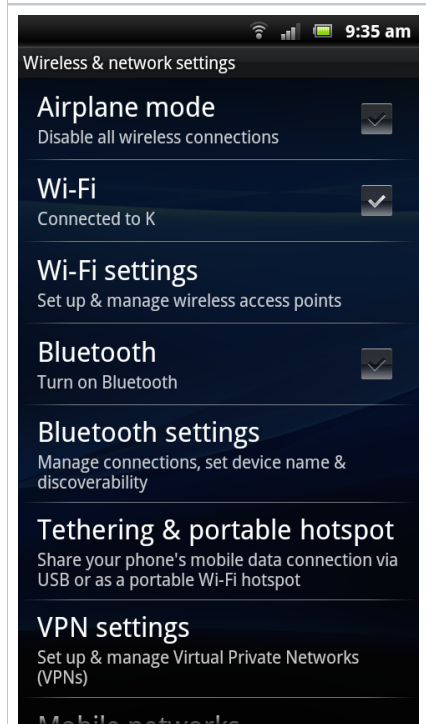 9:35 am
Wireless & network settings
Airplane mode
Disable all wireless connections
Wi-Fi
Connected to K
Wi-Fi settings
Set up & manage wireless access points
Bluetooth
Turn on Bluetooth
Bluetooth settings
Manage connections, set device name &
discoverability
Tethering & portable hotspot
Share your phone's mobile data connection via
USB or as a portable Wi-Fi hotspot
VPN settings
Set up & manage Virtual Private Networks
(VPNs)
Mobile networks